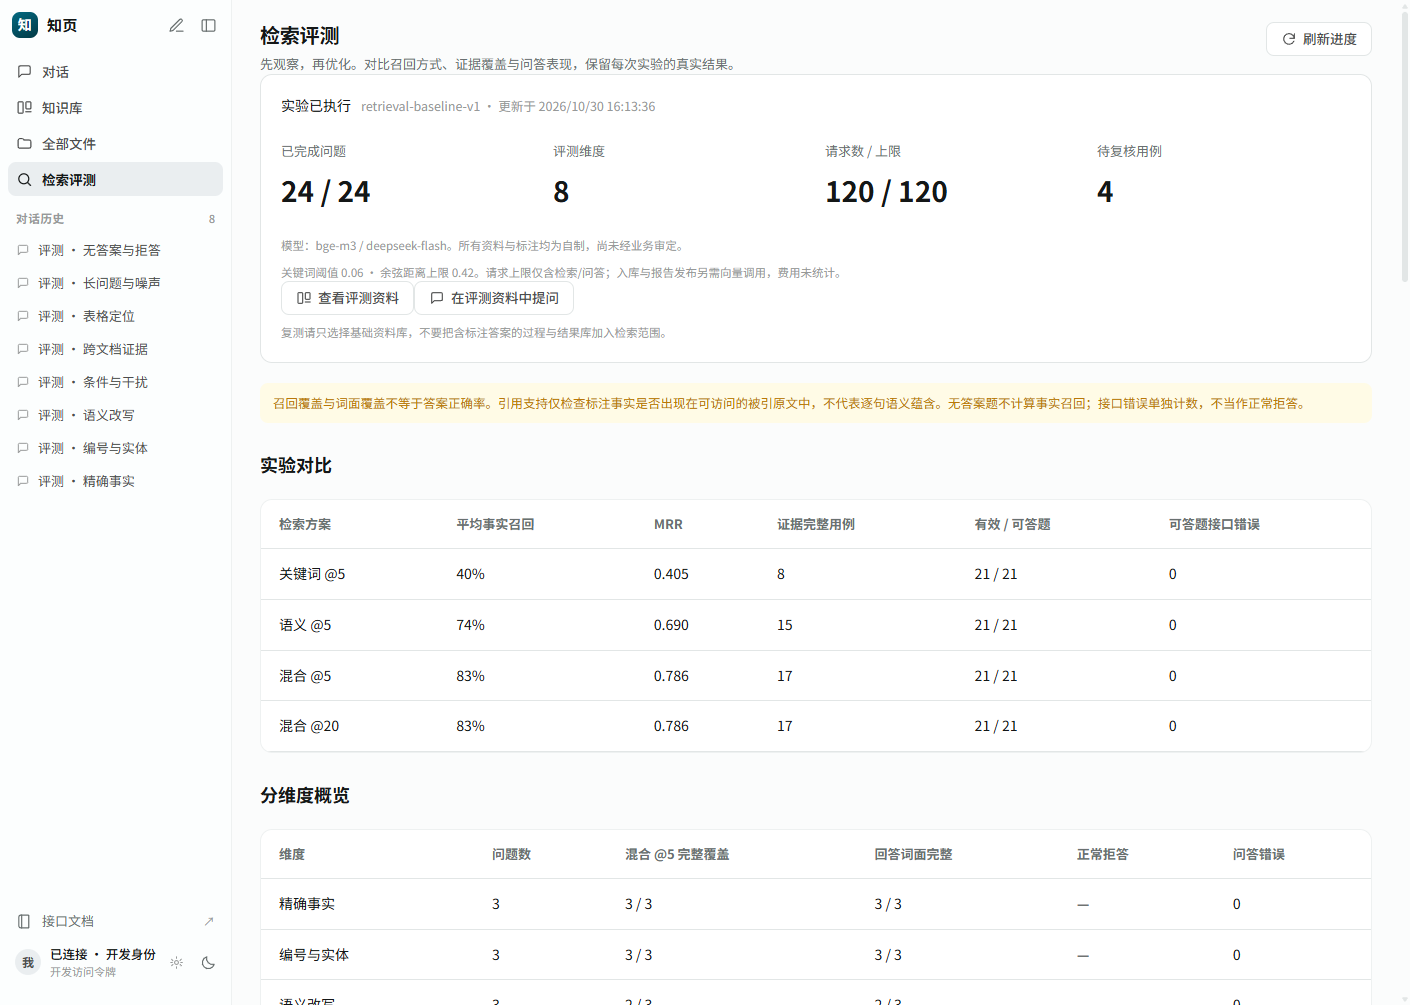 知 知页
对话
知识库
全部文件
检索评测
对话历史 8
评测 · 无答案与拒答
评测 · 长问题与噪声
评测 · 表格定位
评测 · 跨文档证据
评测 · 条件与干扰
评测 · 语义改写
评测 · 编号与实体
评测 · 精确事实
接口文档
我 已连接 · 开发身份
开发访问令牌
检索评测
先观察，再优化。对比召回方式、证据覆盖与问答表现，保留每次实验的真实结果。
刷新进度
实验已执行 retrieval-baseline-v1 · 更新于 2026/10/30 16:13:36
已完成问题 评测维度 请求数 / 上限 待复核用例
24 / 24 8 120 / 120 4
模型：bge-m3 / deepseek-flash。所有资料与标注均为自制，尚未经业务审定。
关键词阈值 0.06 · 余弦距离上限 0.42。请求上限仅含检索/问答；入库与报告发布另需向量调用，费用未统计。
查看评测资料 在评测资料中提问
复测请只选择基础资料库，不要把含标注答案的过程与结果库加入检索范围。
召回覆盖与词面覆盖不等于答案正确率。引用支持仅检查标注事实是否出现在可访问的被引原文中，不代表逐句语义蕴含。无答案题不计算事实召回；接口错误单独计数，不当作正常拒答。
实验对比
检索方案 平均事实召回 MRR 证据完整用例 有效 / 可答题 可答题接口错误
关键词 @5 40% 0.405 8 21 / 21 0
语义 @5 74% 0.690 15 21 / 21 0
混合 @5 83% 0.786 17 21 / 21 0
混合 @20 83% 0.786 17 21 / 21 0
分维度概览
维度 问题数 混合 @5 完整覆盖 回答词面完整 正常拒答 问答错误
精确事实 3 3 / 3 3 / 3 — 0
编号与实体 3 3 / 3 3 / 3 — 0
语义改写 3 2 / 3 2 / 3 0